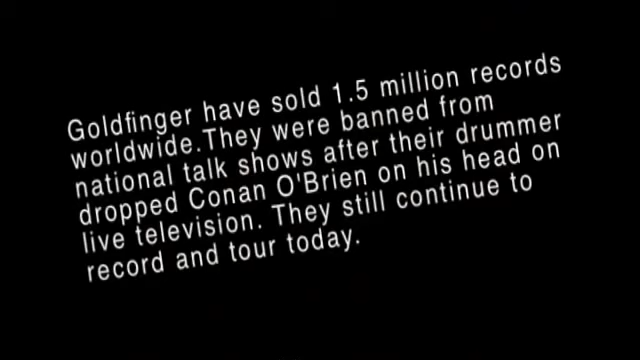 Goldfinger have sold 1.5 million records
worldwide.They were banned from
national talk shows after their drummer
dropped Conan O'Brien on his head on
live television. They still continue to
record and tour today.